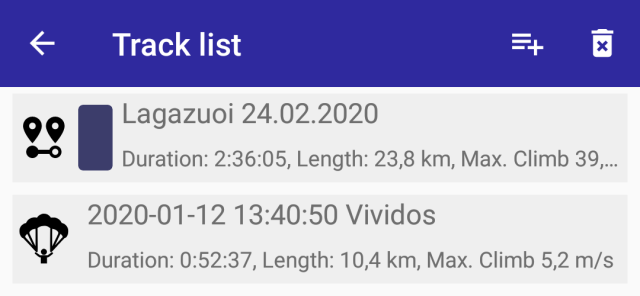 Track list
Lagazuoi 24.02.2020
Duration: 2:36:05, Length: 23,8 km, Max. Climb 39,...
2020-01-12 13:40:50 Vividos
Duration: 0:52:37, Length: 10,4 km, Max. Climb 5,2 m/s